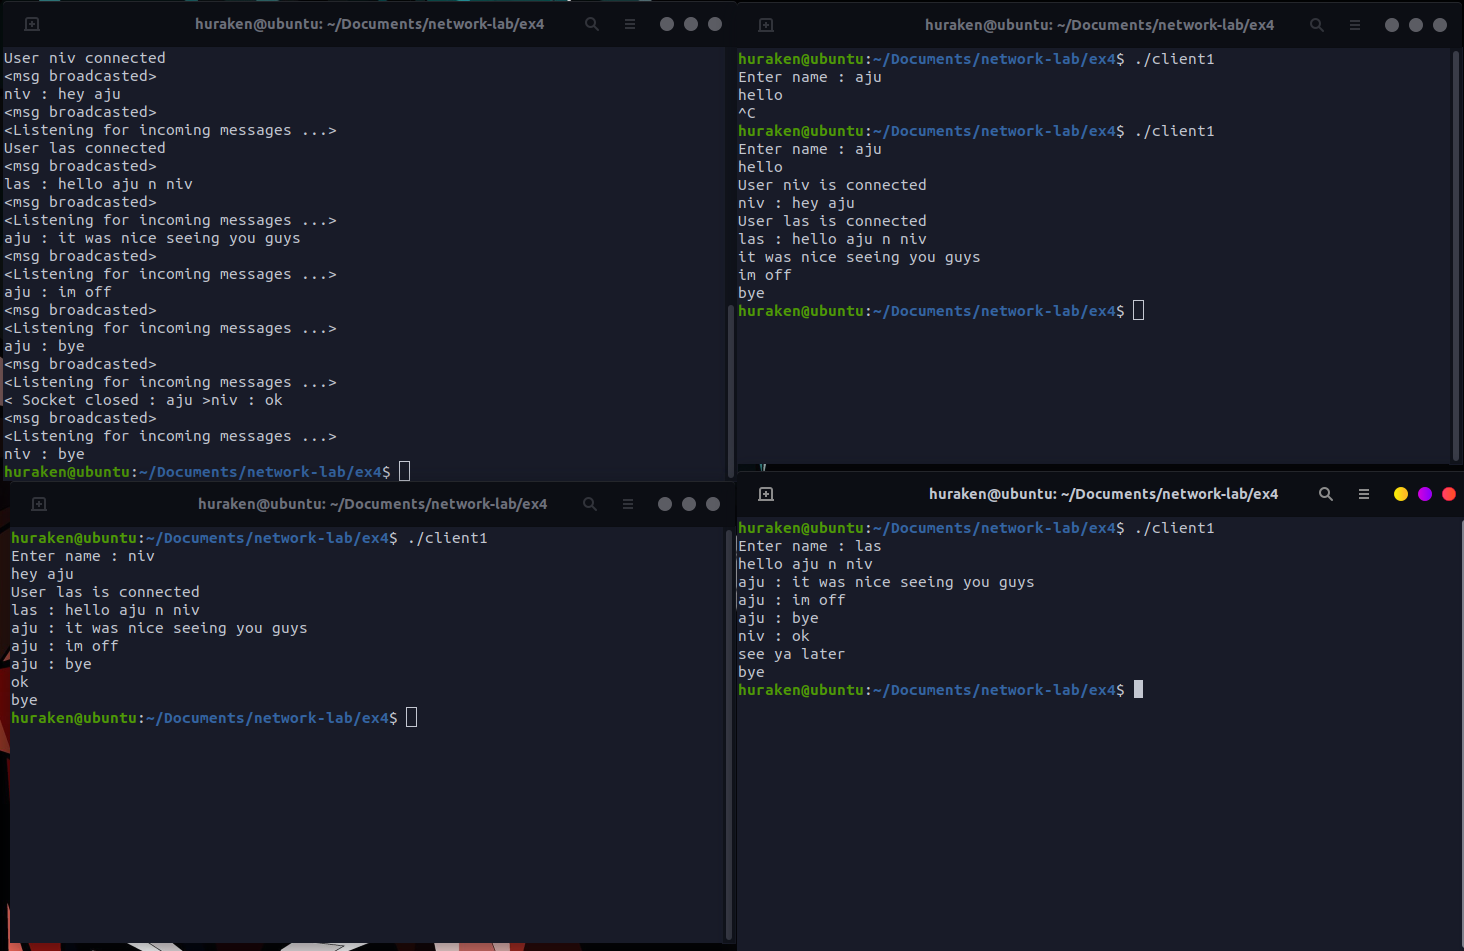 huraken@ubuntu: ~/Documents/network-lab/ex4
User niv connected
<msg broadcasted>
niv : hey aju
<msg broadcasted>
<Listening for incoming messages ...>
User las connected
<msg broadcasted>
las : hello aju n niv
<msg broadcasted>
<Listening for incoming messages ...>
aju : it was nice seeing you guys
<msg broadcasted>
<Listening for incoming messages ...>
aju : im off
<msg broadcasted>
<Listening for incoming messages ...>
aju : bye
<msg broadcasted>
<Listening for incoming messages ...>
< Socket closed : aju >niv : ok
<msg broadcasted>
<Listening for incoming messages ...>
niv : bye
huraken@ubuntu:~/Documents/network-lab/ex4$
huraken@ubuntu: ~/Documents/network-lab/ex4
huraken@ubuntu:~/Documents/network-lab/ex4$ ./client1
Enter name : aju
hello
^C
huraken@ubuntu:~/Documents/network-lab/ex4$ ./client1
Enter name : aju
hello
User niv is connected
niv : hey aju
User las is connected
las : hello aju n niv
it was nice seeing you guys
im off
bye
huraken@ubuntu:~/Documents/network-lab/ex4$
huraken@ubuntu: ~/Documents/network-lab/ex4
huraken@ubuntu:~/Documents/network-lab/ex4$ ./client1
Enter name : niv
hey aju
User las is connected
las : hello aju n niv
aju : it was nice seeing you guys
aju : im off
aju : bye
ok
bye
huraken@ubuntu:~/Documents/network-lab/ex4$
huraken@ubuntu: ~/Documents/network-lab/ex4
huraken@ubuntu:~/Documents/network-lab/ex4$ ./client1
Enter name : las
hello aju n niv
aju : it was nice seeing you guys
aju : im off
aju : bye
niv : ok
see ya later
bye
huraken@ubuntu:~/Documents/network-lab/ex4$